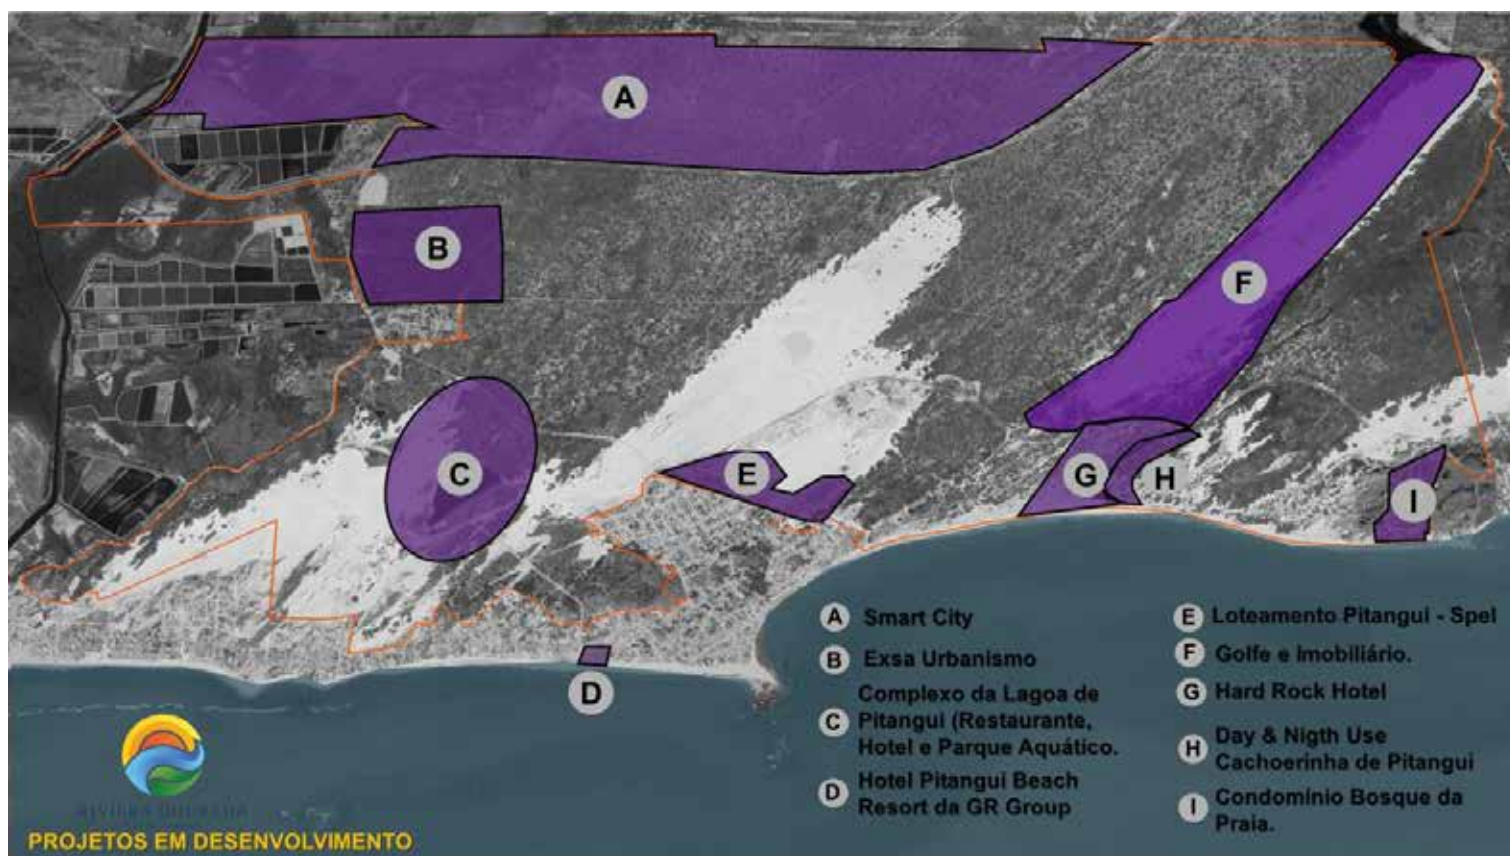 A
B
F
C
E
G
H
I
D
A Smart City
B Exsa Urbanismo
C Complexo da Lagoa de
Pitangui (Restaurante,
Hotel e Parque Aquático.
D Hotel Pitangui Beach
Resort da GR Group
E Loteamento Pitangui - Spel
F Golfe e Imobiliário.
G Hard Rock Hotel
H Day & Nigth Use
Cachoerinha de Pitangui
I Condomínio Bosque da
Praia.
PROJETOS EM DESENVOLVIMENTO